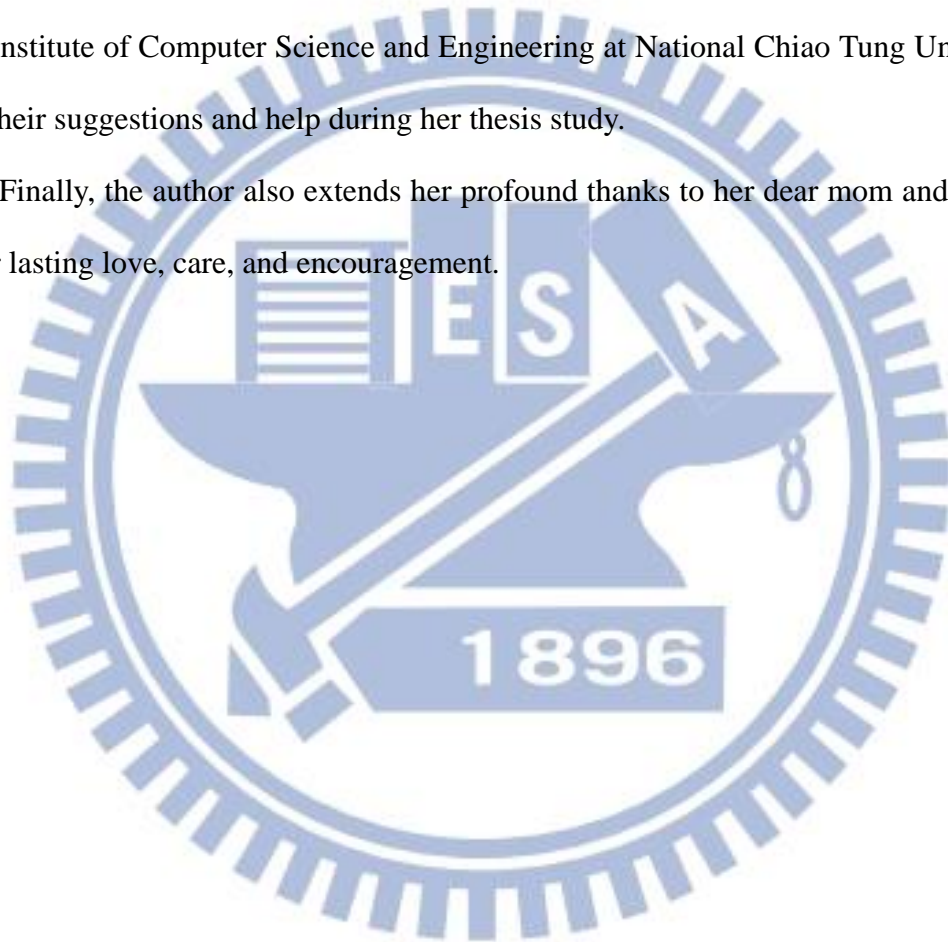 nstitute of Computer Science and Engineering at National Chiao Tung Un
heir suggestions and help during her thesis study.
Finally, the author also extends her profound thanks to her dear mom and
r lasting love, care, and encouragement.
E S A
1896